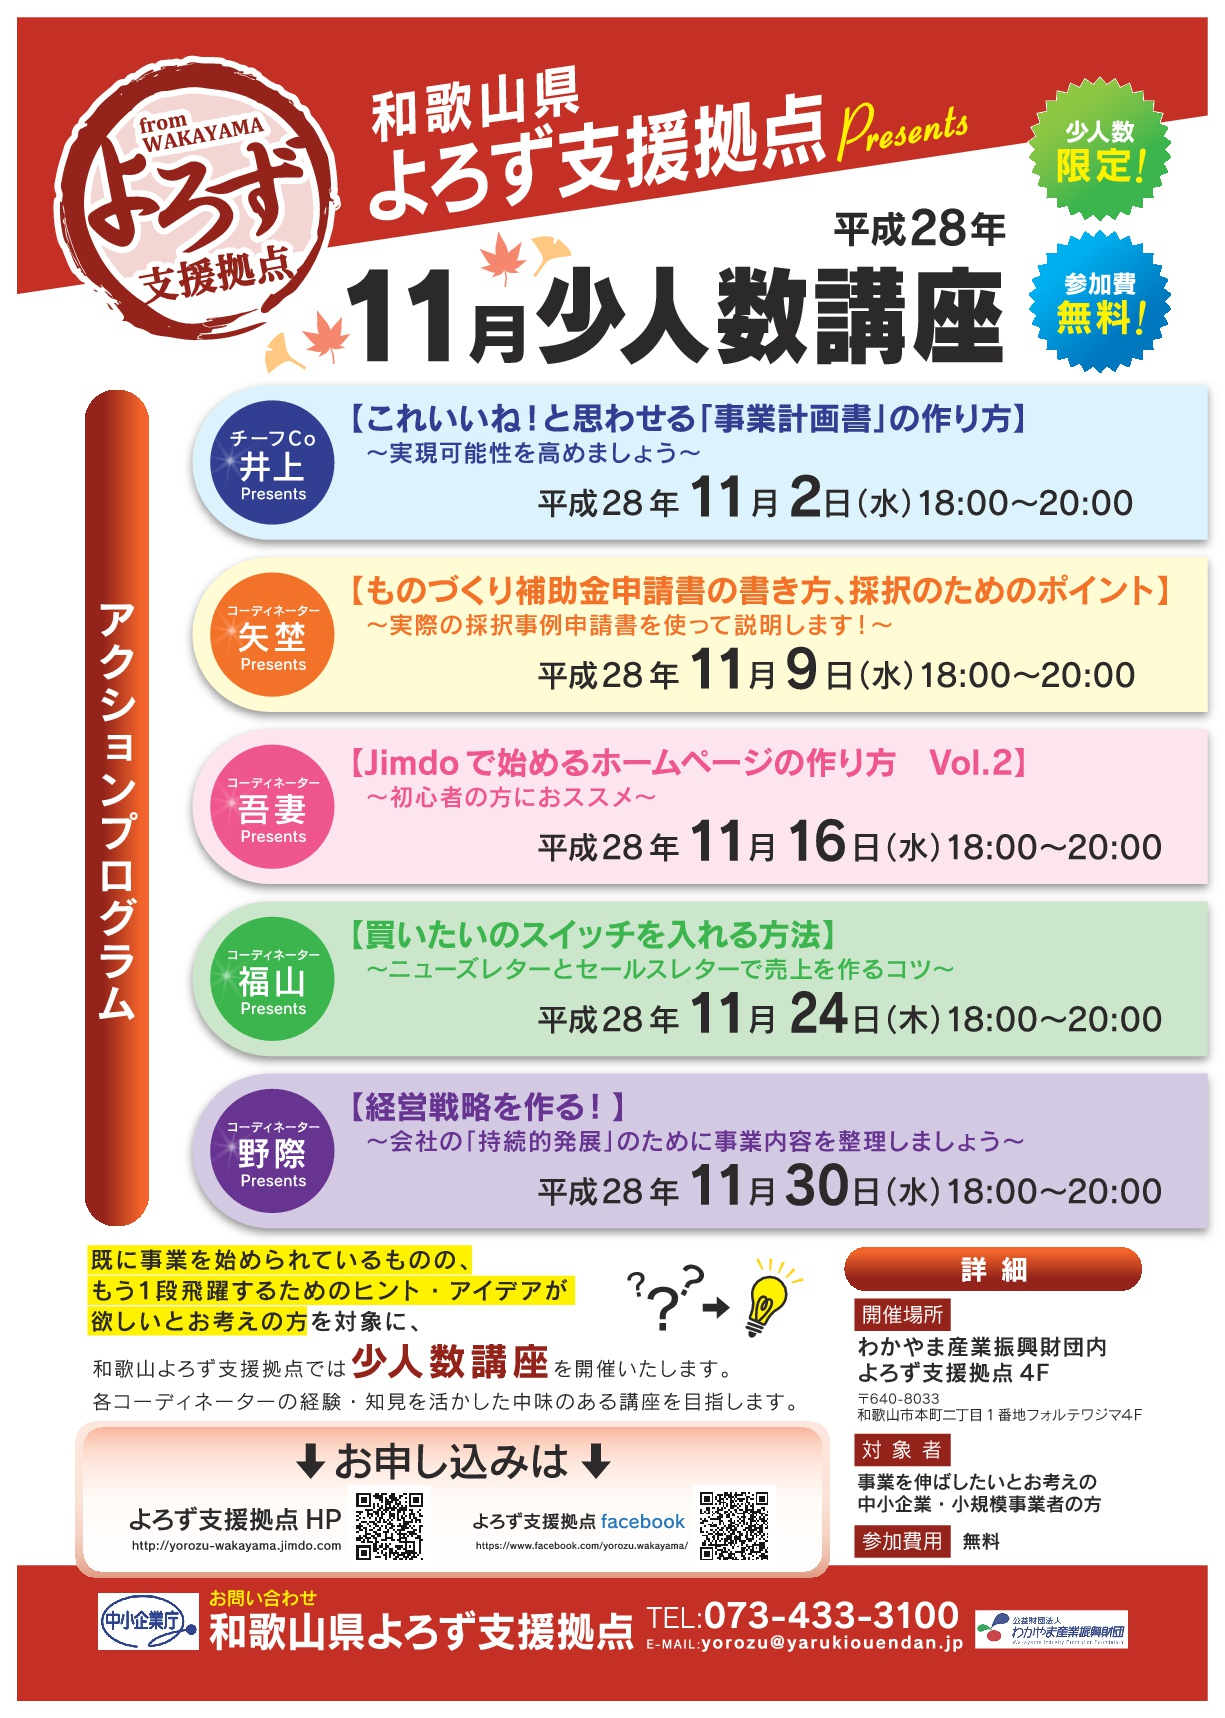 from
WAKAYAMA
よろず
支援拠点
和歌山県
よろず支援拠点 Presents
少人数
限定!
平成28年
11月少人数講座
参加費
無料!
アクションプログラム
チーフCo
井上
Presents
【これいいね！と思わせる「事業計画書」の作り方】
～実現可能性を高めましょう～
平成28年 11月 2日（水）18:00～20:00
コーディネーター
矢埜
Presents
【ものづくり補助金申請書の書き方、採択のためのポイント】
～実際の採択事例申請書を使って説明します！～
平成28年 11月 9日（水）18:00～20:00
コーディネーター
吾妻
Presents
【Jimdoで始めるホームページの作り方　Vol.2】
～初心者の方におススメ～
平成28年 11月 16日（水）18:00～20:00
コーディネーター
福山
Presents
【買いたいのスイッチを入れる方法】
～ニューズレターとセールスレターで売上を作るコツ～
平成28年 11月 24日（木）18:00～20:00
コーディネーター
野際
Presents
【経営戦略を作る！】
～会社の「持続的発展」のために事業内容を整理しましょう～
平成28年 11月 30日（水）18:00～20:00
既に事業を始められているものの、
もう1段飛躍するためのヒント・アイデアが
欲しいとお考えの方を対象に、
和歌山よろず支援拠点では 少人数講座 を開催いたします。
各コーディネーターの経験・知見を活かした中味のある講座を目指します。
? ? ?
詳細
開催場所
わかやま産業振興財団内
よろず支援拠点 4F
〒640-8033
和歌山市本町二丁目1番地フォルテワジマ4F
対象者
事業を伸ばしたいとお考えの
中小企業・小規模事業者の方
参加費用 無料
お申し込みは
よろず支援拠点 HP
http://yorozu-wakayama.jimdo.com
よろず支援拠点 facebook
https://www.facebook.com/yorozu.wakayama/
中小企業庁
お問い合わせ
和歌山県よろず支援拠点
TEL:073-433-3100
E-MAIL:yorozu@yarukiouendan.jp
公益財団法人
わかやま産業振興財団
Wakayama Industry Promotion Foundation